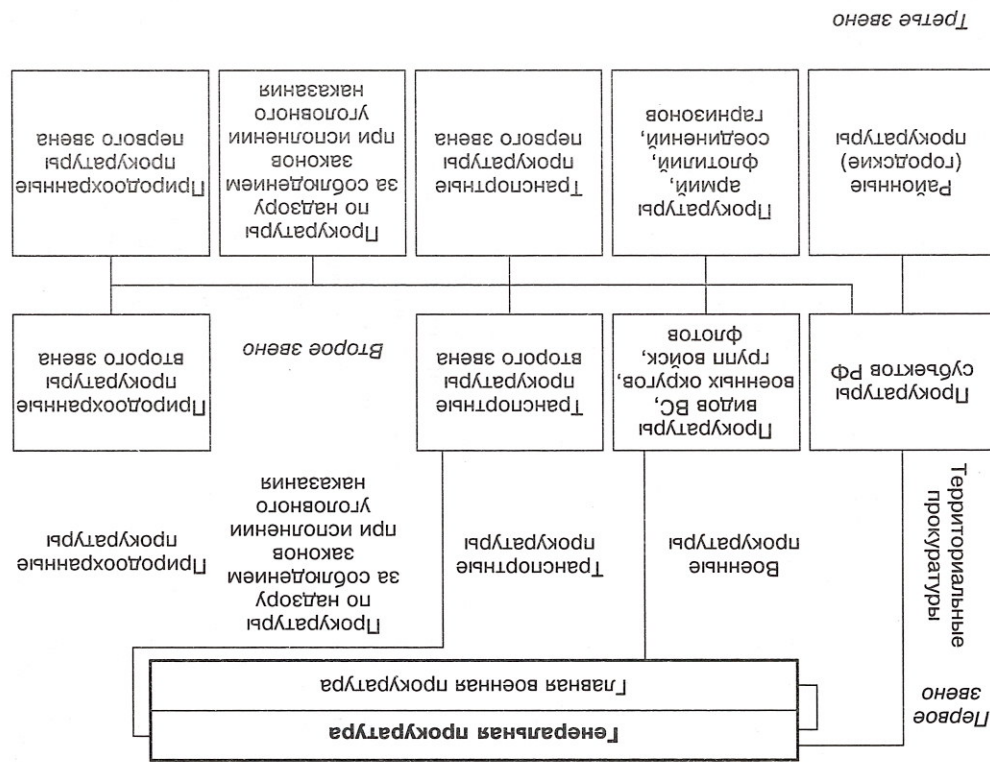 Первое
звено
Генеральная прокуратура
Главная военная прокуратура
Территориальные
прокуратуры
Военные
прокуратуры
Транспортные
прокуратуры
Прокуратуры
по надзору
за соблюдением
законов
при исполнении
уголовного
наказания
Природоохранные
прокуратуры
Прокуратуры
субъектов РФ
Прокуратуры
видов ВС,
военных округов,
групп войск,
флотов
Транспортные
прокуратуры
второго звена
Второе звено
Природоохранные
прокуратуры
второго звена
Районные
(городские)
прокуратуры
Прокуратуры
армий,
флотилий,
соединений,
гарнизонов
Транспортные
прокуратуры
первого звена
Прокуратуры
по надзору
за соблюдением
законов
при исполнении
уголовного
наказания
Природоохранные
прокуратуры
первого звена
Третье звено